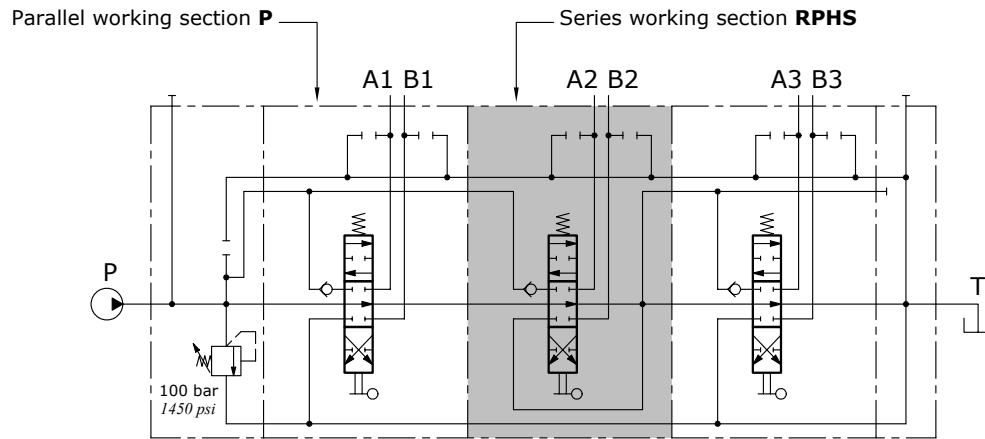 Parallel working section P
Series working section RPHS
A1 B1
A2 B2
A3 B3
P
T
100 bar
1450 psi